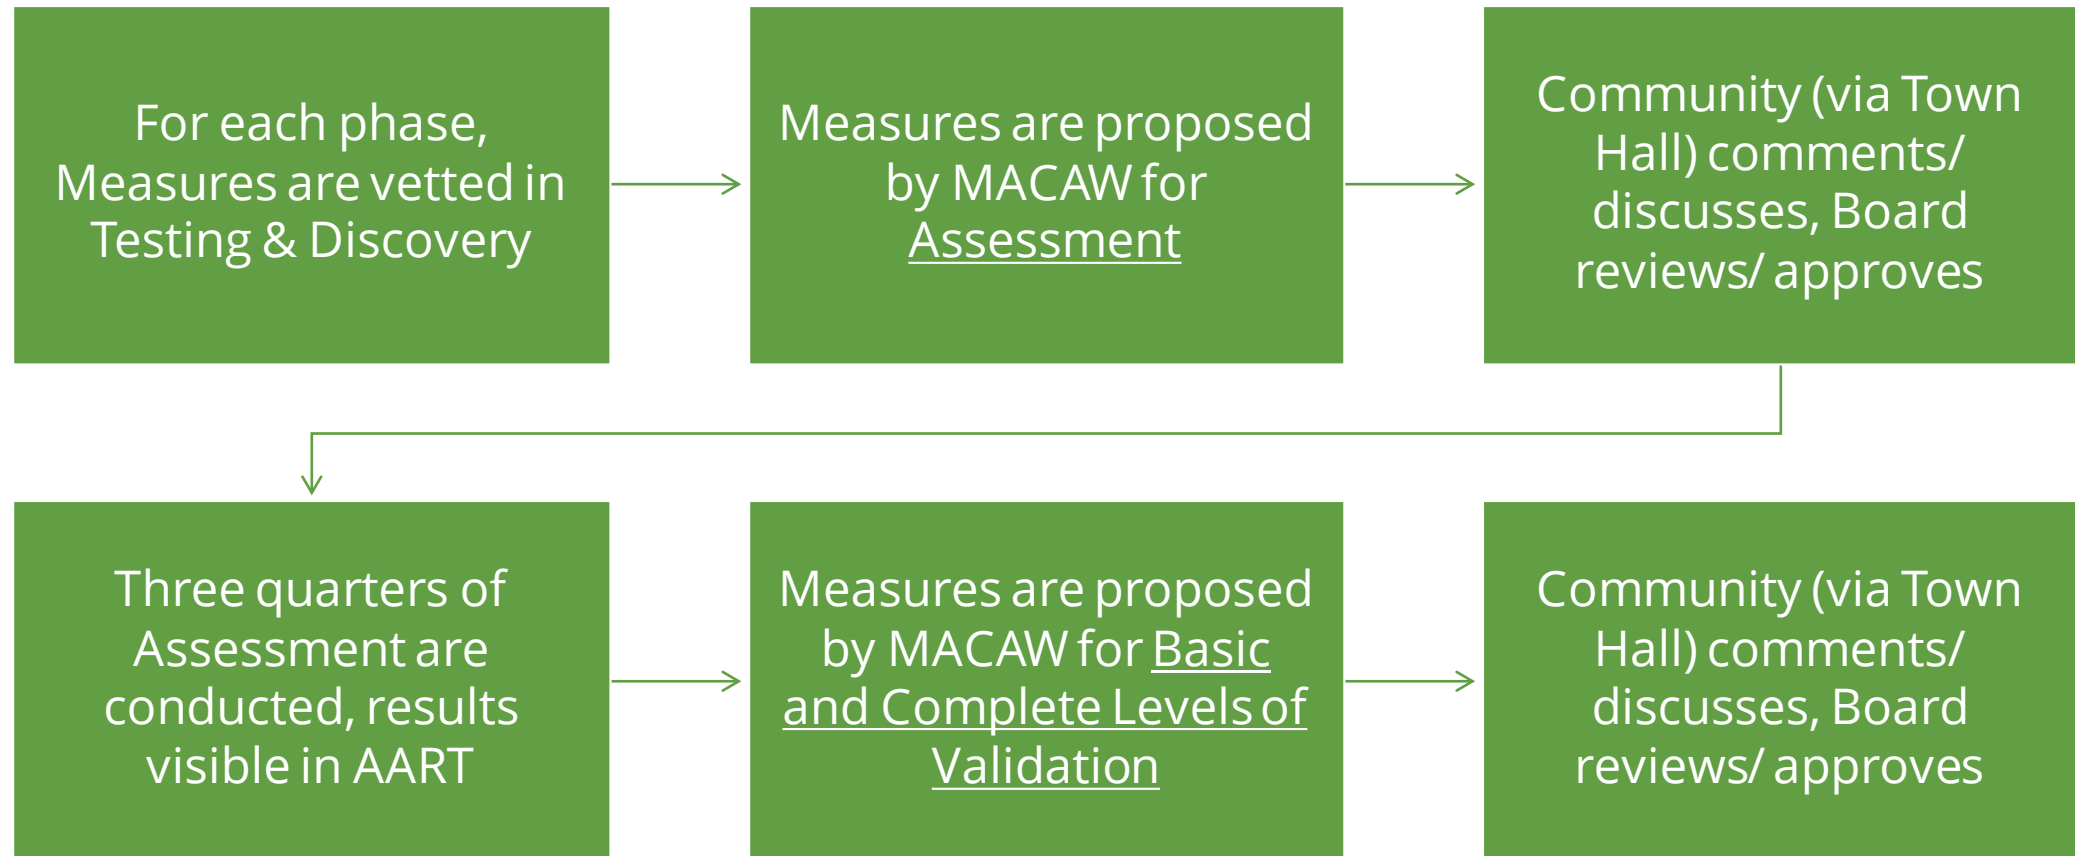 For each phase,
Measures are vetted in
Testing & Discovery
Measures are proposed
by MACAW for
Assessment
Community (via Town
Hall) comments/
discusses, Board
reviews/ approves
Three quarters of
Assessment are
conducted, results
visible in AART
Measures are proposed
by MACAW for Basic
and Complete Levels of
Validation
Community (via Town
Hall) comments/
discusses, Board
reviews/ approves